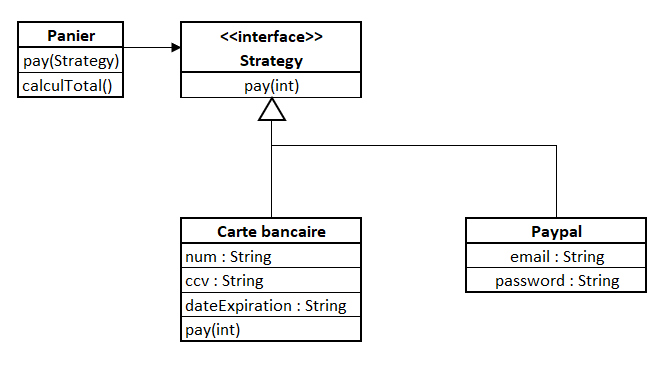 Panier
pay(Strategy)
calculTotal()
<<interface>>
Strategy
pay(int)
Carte bancaire
num : String
ccv : String
dateExpiration : String
pay(int)
Paypal
email : String
password : String